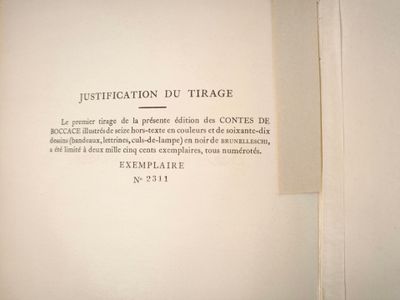 JUSTIFICATION DU TIRAGE
Le premier tirage de la présente édition des CONTES DE
BOCCACE illustrés de seize hors-texte en couleurs et de soixante-dix
dessins (bandeaux, lettrines, culs-de-lampe) en noir de BRUNELLESCHI,
a été limité à deux mille cinq cents exemplaires, tous numérotés.
EXEMPLAIRE
Nº 2311